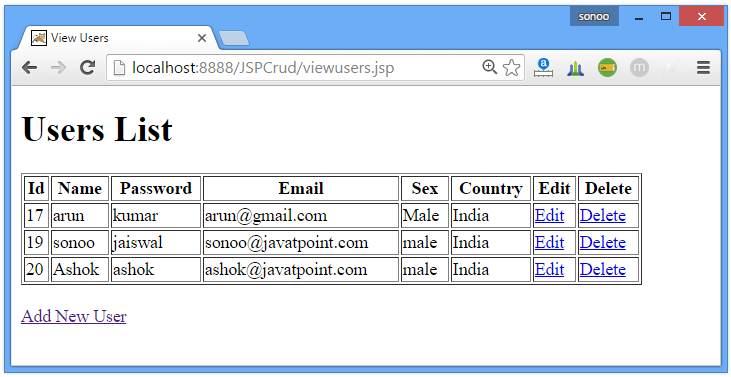 sonoo
View Users
localhost:8888/JSPCrud/viewusers.jsp
a
m
Users List
Id Name Password Email Sex Country Edit Delete
17 arun kumar arun@gmail.com Male India Edit Delete
19 sonoo jaiswal sonoo@javatpoint.com male India Edit Delete
20 Ashok ashok ashok@javatpoint.com male India Edit Delete
Add New User